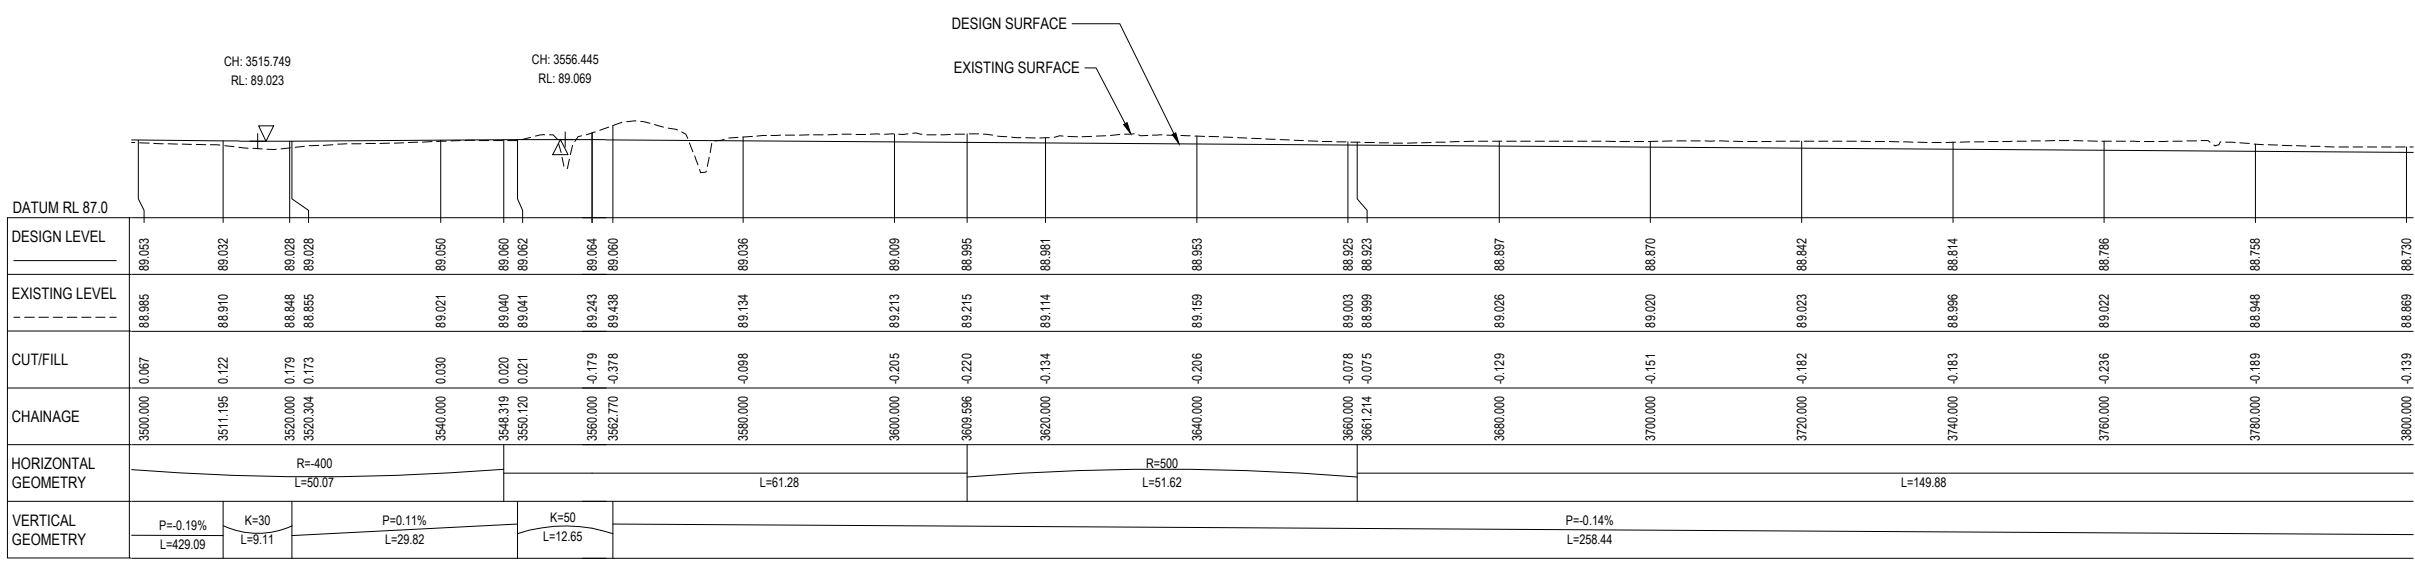 DESIGN SURFACE
EXISTING SURFACE
CH: 3515.749
RL: 89.023
CH: 3556.445
RL: 89.069
DATUM RL 87.0
DESIGN LEVEL 89.053 89.032 89.028 89.028 89.050 89.060 89.062 89.064 89.060 89.036 89.009 88.995 88.981 88.953 88.925 88.923 88.897 88.870 88.842 88.814 88.786 88.758 88.730
EXISTING LEVEL 88.985 88.910 88.848 88.855 89.021 89.040 89.041 89.243 89.438 89.134 89.213 89.215 89.114 89.159 89.003 88.999 89.026 89.020 89.023 88.996 89.022 88.948 88.869
CUT/FILL 0.067 0.122 0.179 0.173 0.030 0.020 0.021 -0.179 -0.378 -0.098 -0.205 -0.220 -0.134 -0.206 -0.078 -0.075 -0.129 -0.151 -0.182 -0.183 -0.236 -0.189 -0.139
CHAINAGE 3500.000 3511.195 3520.000 3520.304 3540.000 3548.319 3550.120 3560.000 3562.770 3580.000 3600.000 3609.596 3620.000 3640.000 3660.000 3661.214 3680.000 3700.000 3720.000 3740.000 3760.000 3780.000 3800.000
HORIZONTAL
GEOMETRY
R=-400
L=50.07
L=61.28
R=500
L=51.62
L=149.88
VERTICAL
GEOMETRY
P=-0.19%
L=429.09
K=30
L=9.11
P=0.11%
L=29.82
K=50
L=12.65
P=-0.14%
L=258.44